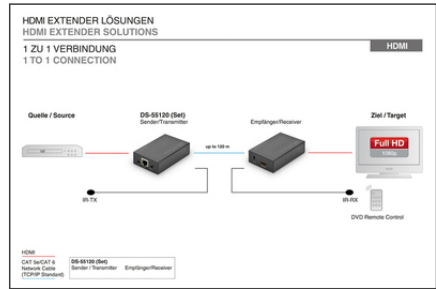 HDMI EXTENDER LÖSUNGEN
HDMI EXTENDER SOLUTIONS
1 ZU 1 VERBINDUNG
1 TO 1 CONNECTION
HDMI
Quelle / Source
DS-55120 (Set)
Sender/Transmitter
Empfänger/Receiver
Ziel / Target
up to 120 m
Full HD
1080p
IR-TX
IR-RX
DVD Remote Control
HDMI
CAT 5e/CAT 6
Network Cable
(TCP/IP Standard)
DS-55120 (Set)
Sender / Transmitter Empfänger/Receiver